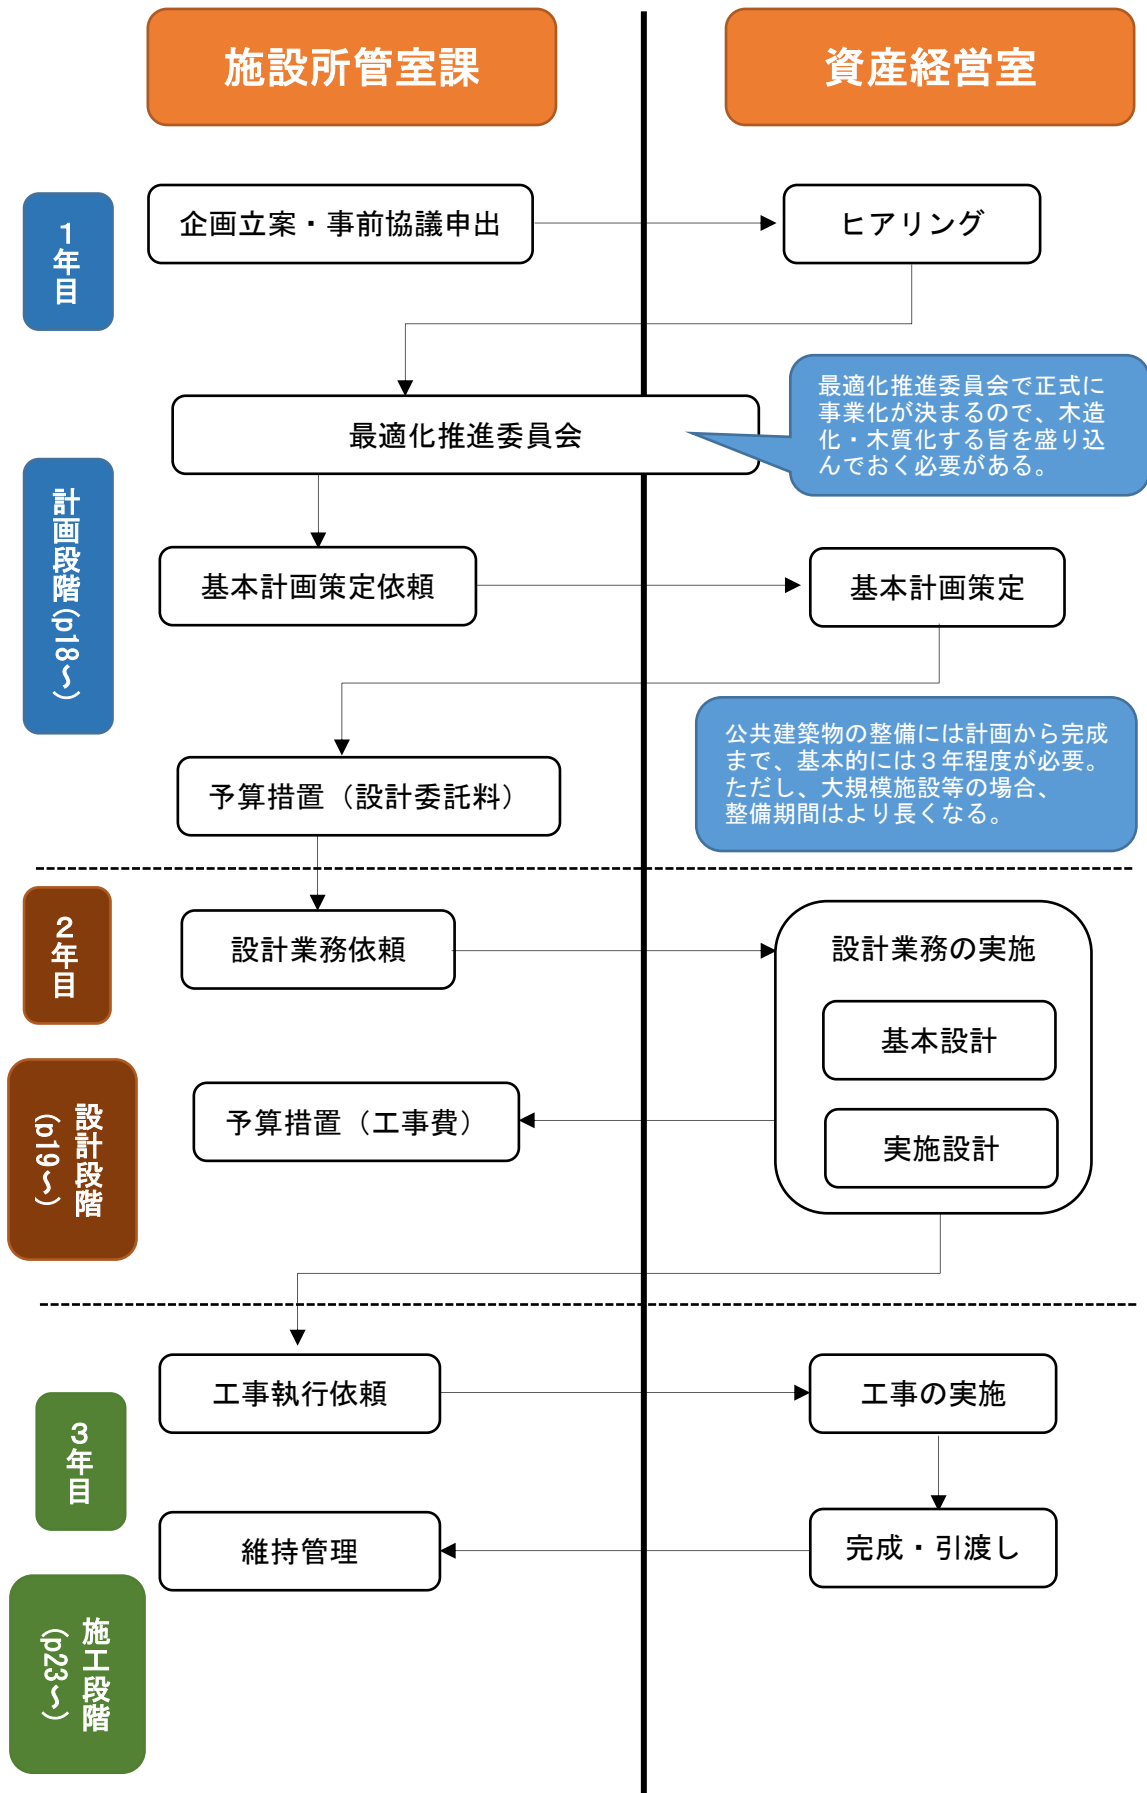 施設所管室課
資産経営室
1年目
企画立案・事前協議申出
ヒアリング
最適化推進委員会で正式に
事業化が決まるので、木造
化・木質化する旨を盛り込
んでおく必要がある。
最適化推進委員会
計画段階(p18～)
基本計画策定依頼
基本計画策定
公共建築物の整備には計画から完成
まで、基本的には３年程度が必要。
ただし、大規模施設等の場合、
整備期間はより長くなる。
予算措置（設計委託料）
２年目
設計業務依頼
設計業務の実施
基本設計
設計段階
(p19～)
予算措置（工事費）
実施設計
３年目
工事執行依頼
工事の実施
維持管理
完成・引渡し
施工段階
(p23～)